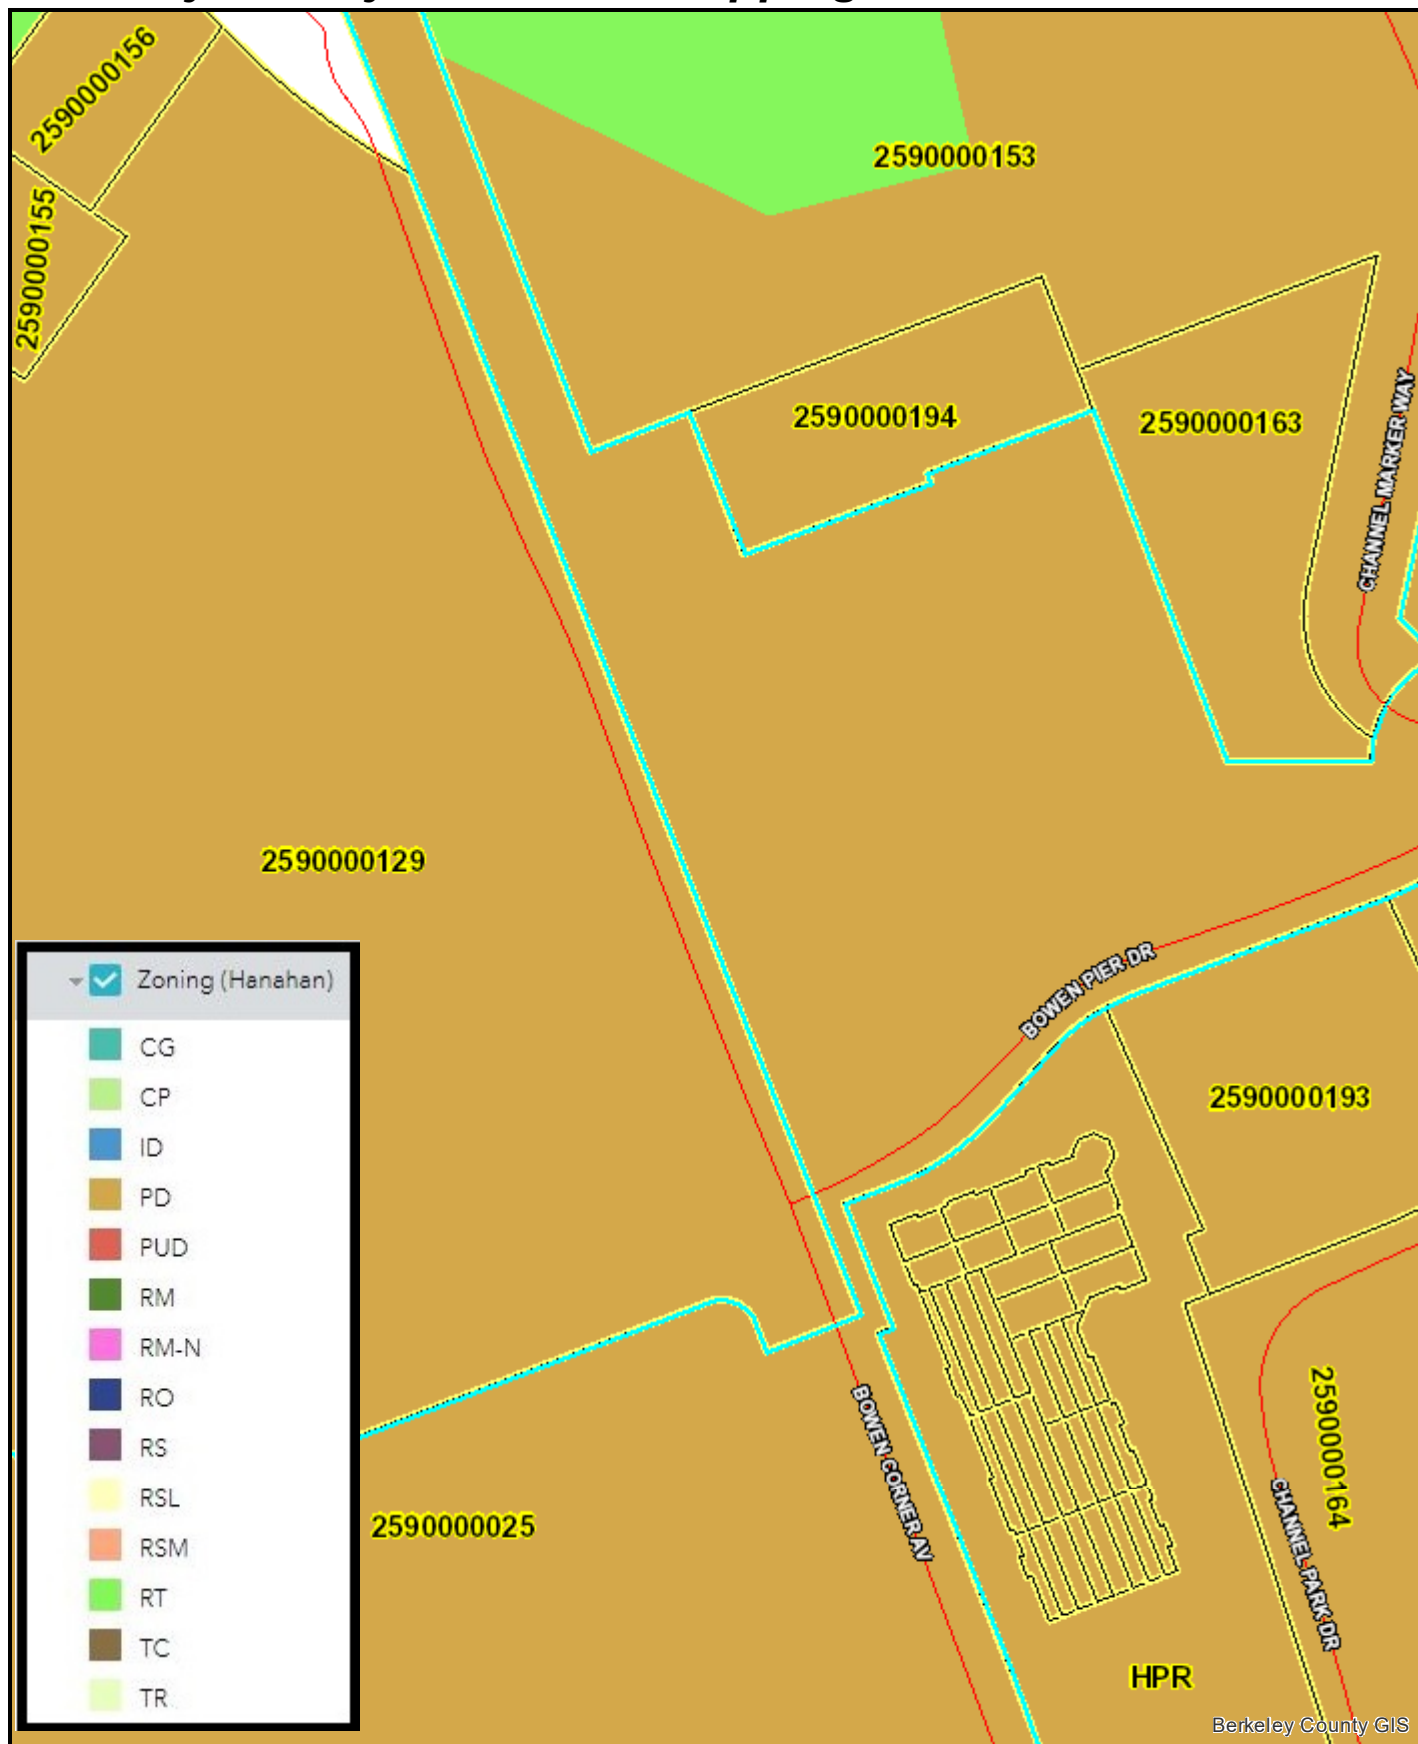 2590000156
2590000153
2590000155
2590000194
2590000163
CHANNEL MARKER WAY
2590000129
BOWEN PIER DR
2590000193
Zoning (Hanahan)
CG
CP
ID
PD
PUD
RM
RM-N
RO
RS
RSL
RSM
RT
TC
TR
BOWEN CORNER AV
2590000025
2590000164
CHANNEL PARK DR
HPR
Berkeley County GIS